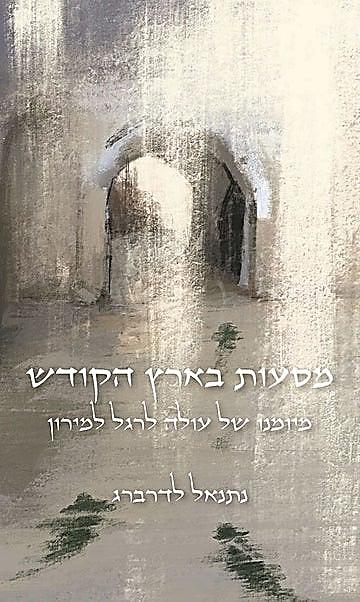 מסעות בארץ הקודש
מיומנו של עולה לרגל למירון
נתנאל לדרברג